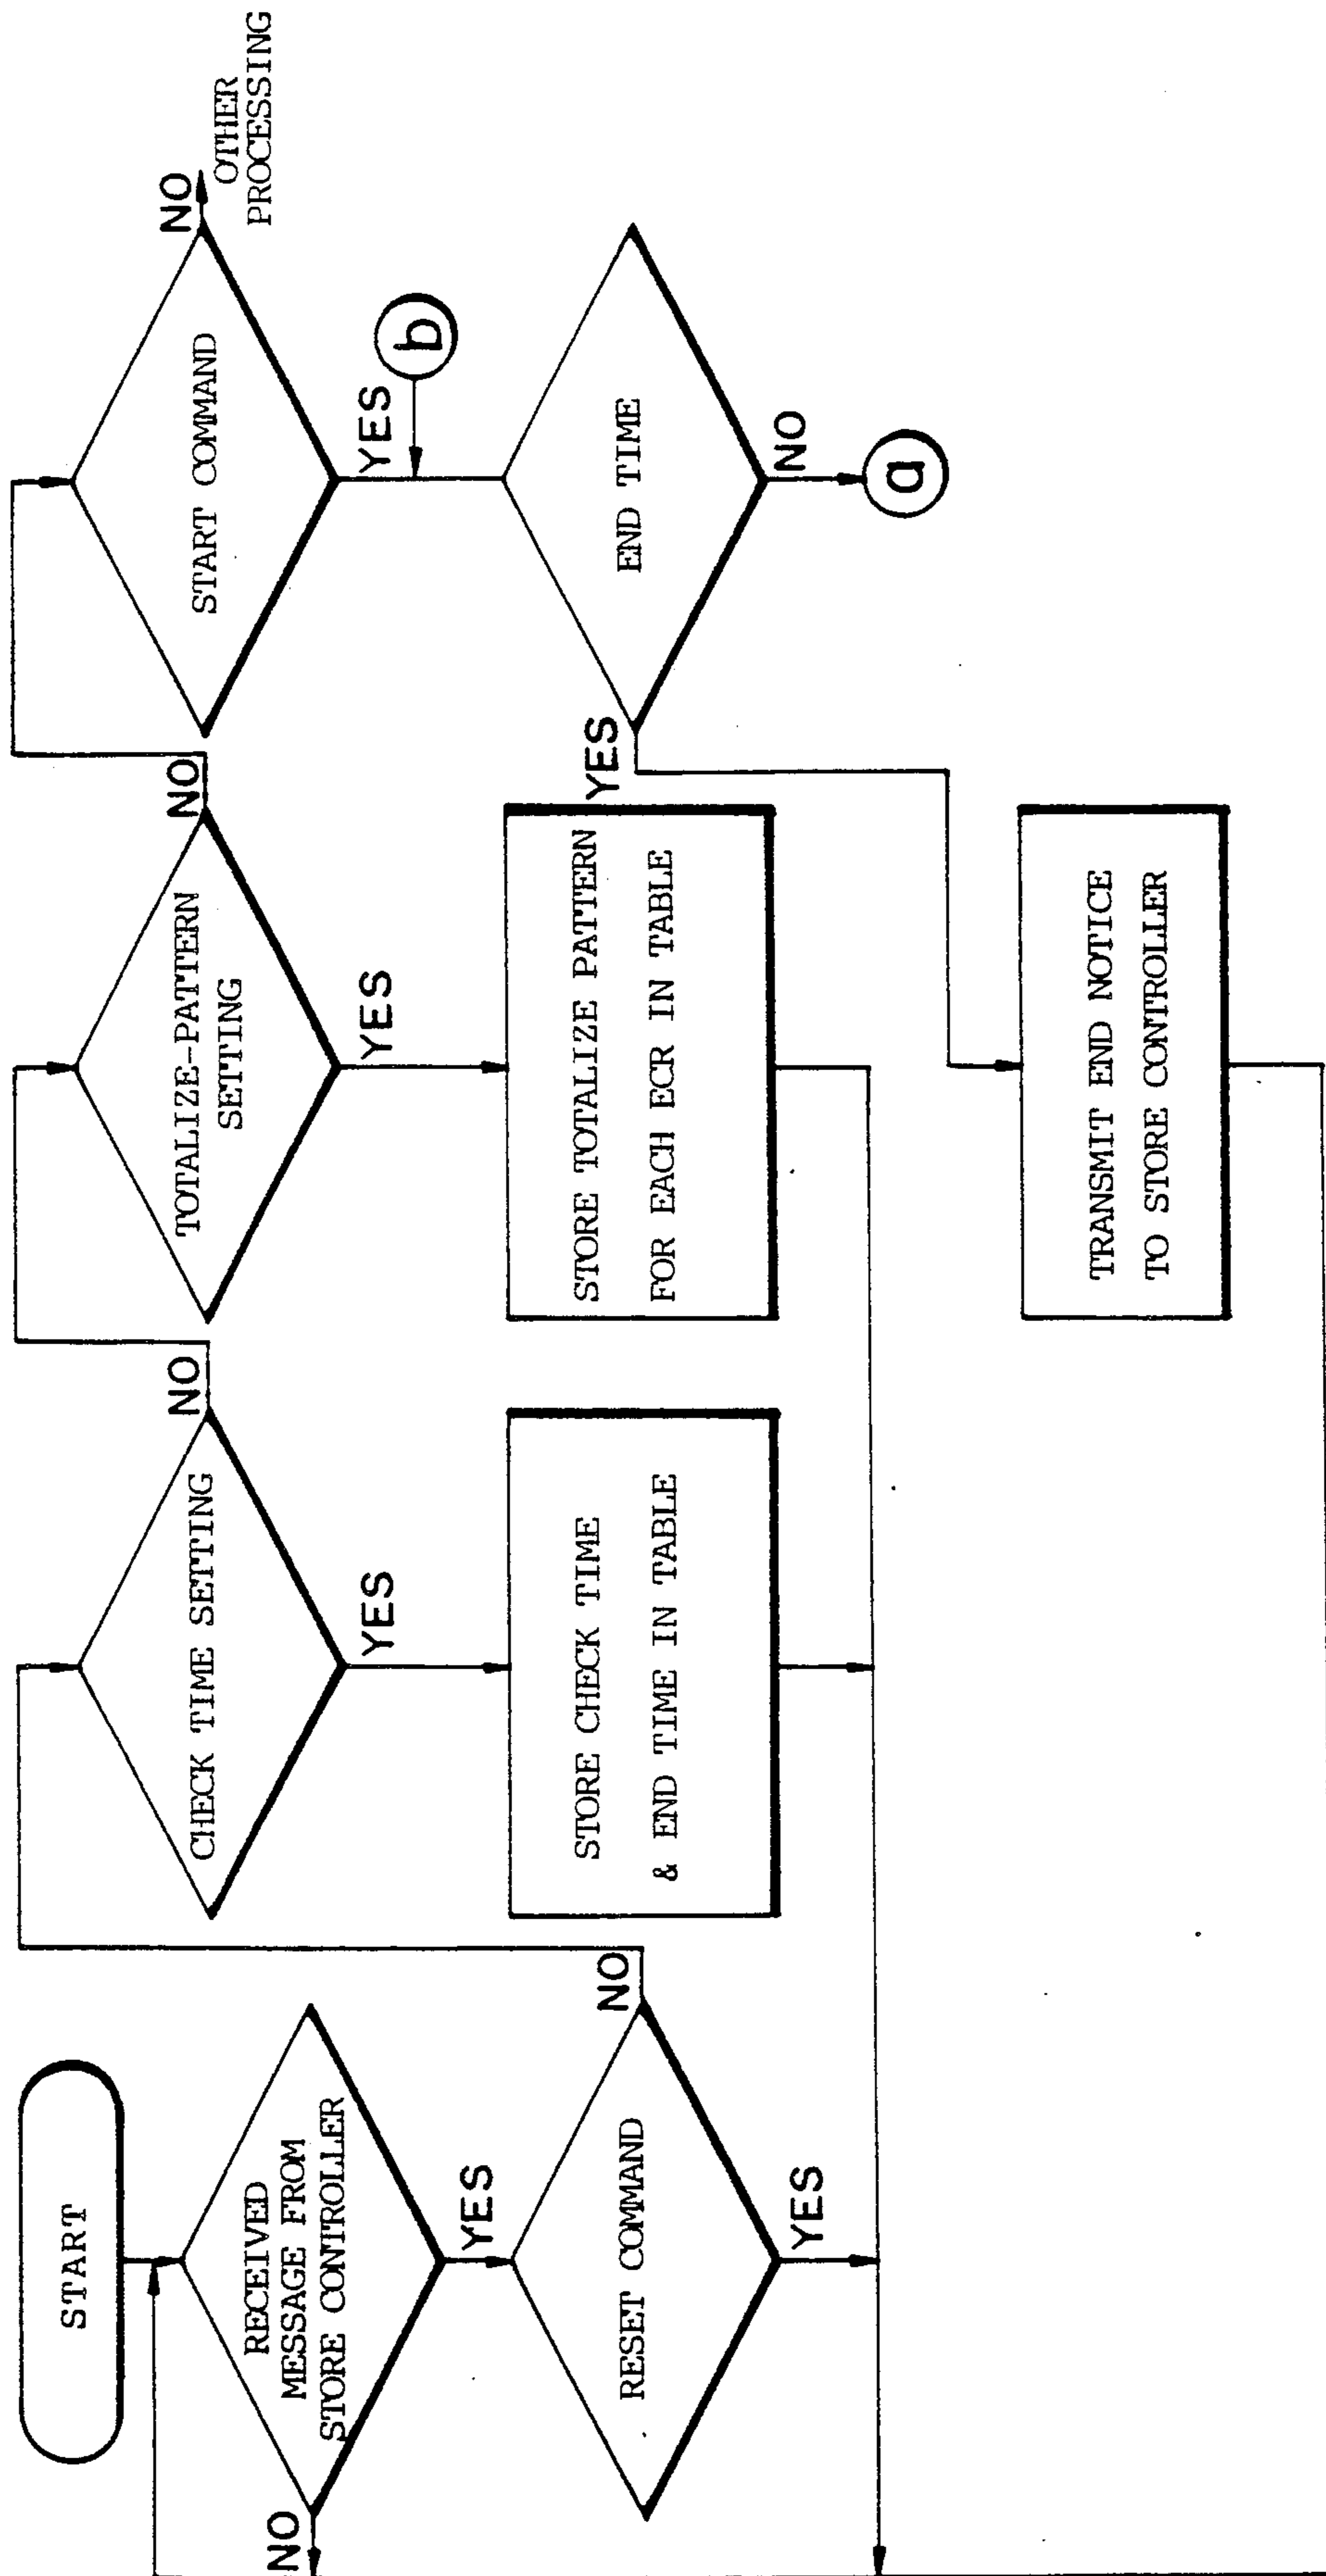 START
RECEIVED
MESSAGE FROM
STORE CONTROLLER
NO
YES
RESET COMMAND
NO
YES
CHECK TIME SETTING
NO
YES
STORE CHECK TIME
& END TIME IN TABLE
TOTALIZE-PATTERN
SETTING
NO
YES
STORE TOTALIZE PATTERN
FOR EACH ECR IN TABLE
START COMMAND
NO
OTHER
PROCESSING
YES
b
END TIME
YES
NO
a
TRANSMIT END NOTICE
TO STORE CONTROLLER